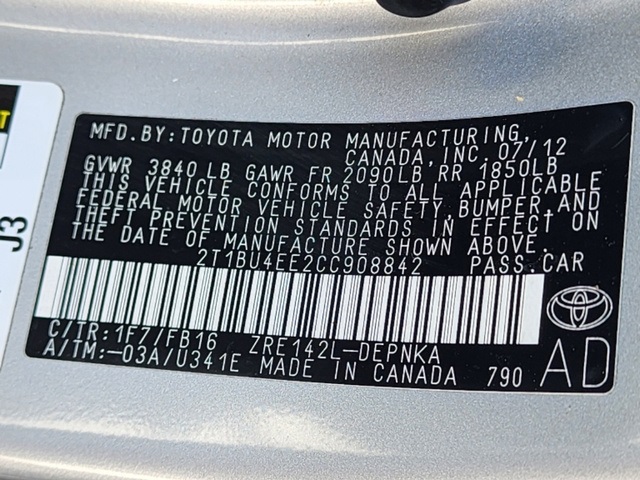 MFD. BY: TOYOTA MOTOR MANUFACTURING,
CANADA, INC. 07/12
GVWR 3840 LB GAWR FR 2090LB RR 1850LB
THIS VEHICLE CONFORMS TO ALL APPLICABLE
FEDERAL MOTOR VEHICLE SAFETY, BUMPER, AND
THEFT PREVENTION STANDARDS IN EFFECT ON
THE DATE OF MANUFACTURE SHOWN ABOVE.
2T1BU4EE2CC908842 PASS.CAR
C/TR: 1F7/FB16 ZRE142L-DEPNKA
A/TM: -03A/U341E MADE IN CANADA 790
AD
J3